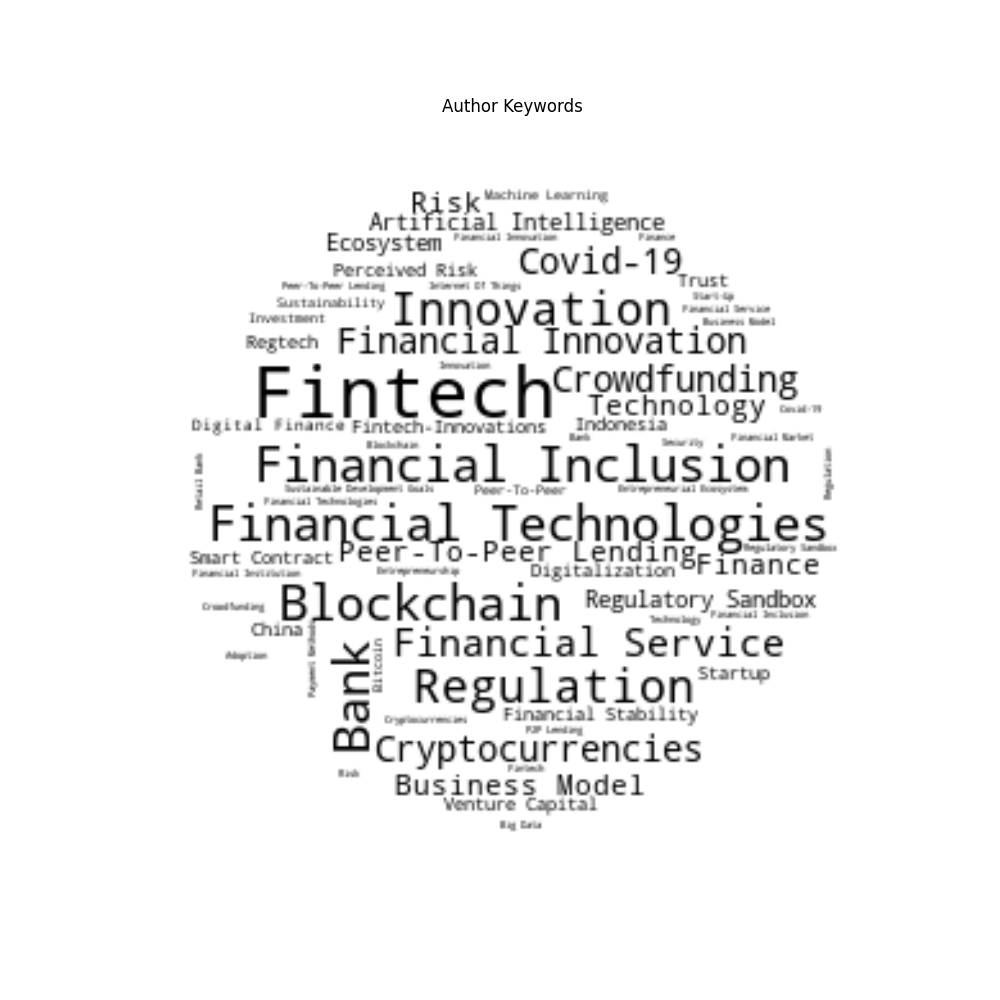 Author Keywords
Machine Learning
Risk
Artificial Intelligence
Financial Innovation
Finance
Ecosystem
Covid-19
Perceived Risk
Trust
Peer-To-Peer Lending
Internet Of Things
Start-Up
Sustainability
Innovation
Financial Service
Investment
Business Model
Regtech
Financial Innovation
Innovation
Fintech
Crowdfunding
Technology
Covid-19
Digital Finance
Fintech-Innovations
Indonesia
Bank
Financial Market
Blockchain
Security
Financial Inclusion
Retail Bank
Regulation
Sustainable Development Goals
Peer-To-Peer
Entrepreneurial Ecosystem
Financial Technologies
Financial Technologies
Peer-To-Peer Lending
Regulatory Sandbox
Smart Contract
Finance
Financial Institution
Entrepreneurship
Digitalization
Blockchain
Regulatory Sandbox
Crowdfunding
Financial Inclusion
Technology
China
Financial Service
Adoption
Payment Methods
Bitcoin
Bank
Startup
Regulation
Financial Stability
Cryptocurrencies
P2P Lending
Cryptocurrencies
Fintech
Risk
Business Model
Venture Capital
Big Data